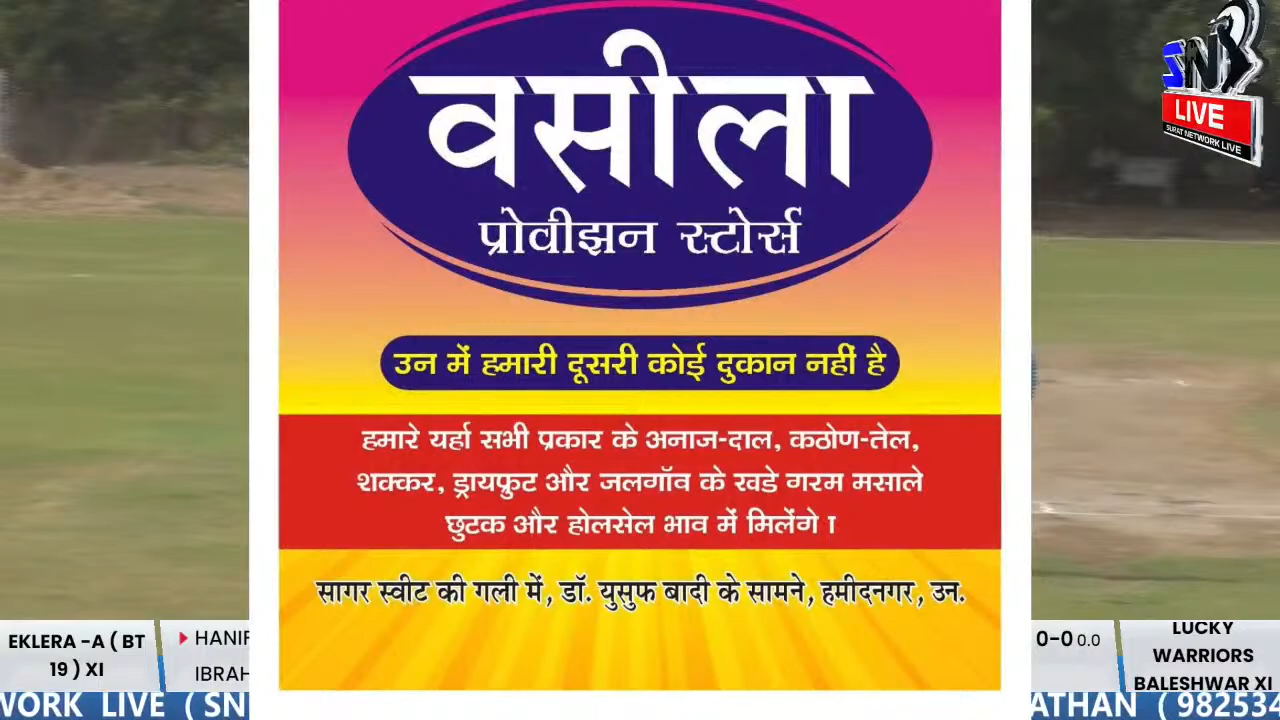 वसीला
प्रोवीझन स्टोर्स
उन में हमारी दूसरी कोई दुकान नहीं है
हमारे यहाँ सभी प्रकार के अनाज-दाल, कठोण-तेल,
शक्कर, ड्रायफ्रुट और जलगॉव के खडे गरम मसाले
छुटक और होलसेल भाव में मिलेंगे।
सागर स्वीट की गली में, डॉ. युसुफ बादी के सामने, हमीदनगर, उन.
SNS
LIVE
SURAT NETWORK LIVE
EKLERA -A ( BT
19 ) XI
HANIF
IBRAH
0-0 0.0
LUCKY
WARRIORS
BALESHWAR XI
WORK LIVE ( SN
ATHAN ( 982534